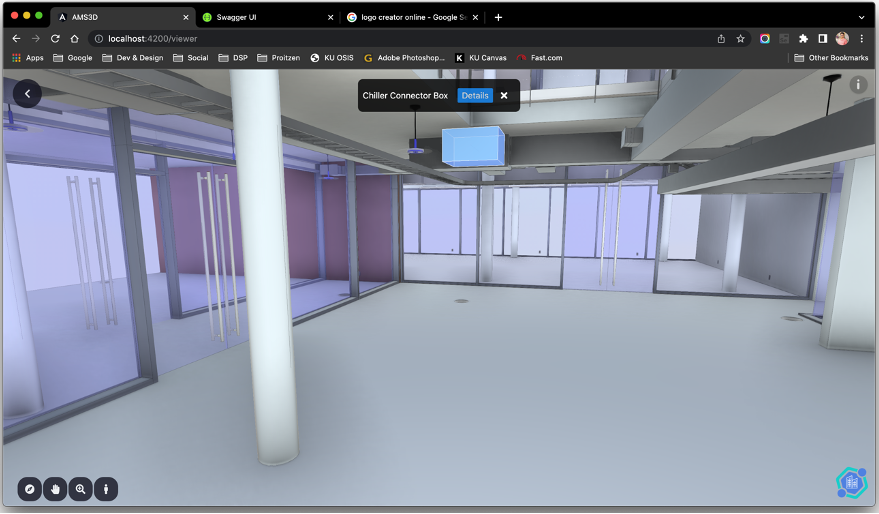 AMS3D
Swagger UI
logo creator online - Google Se
localhost:4200/viewer
Apps
Google
Dev & Design
Social
DSP
Proitzen
KU OSIS
Adobe Photoshop...
KU Canvas
Fast.com
Other Bookmarks
Chiller Connector Box
Details